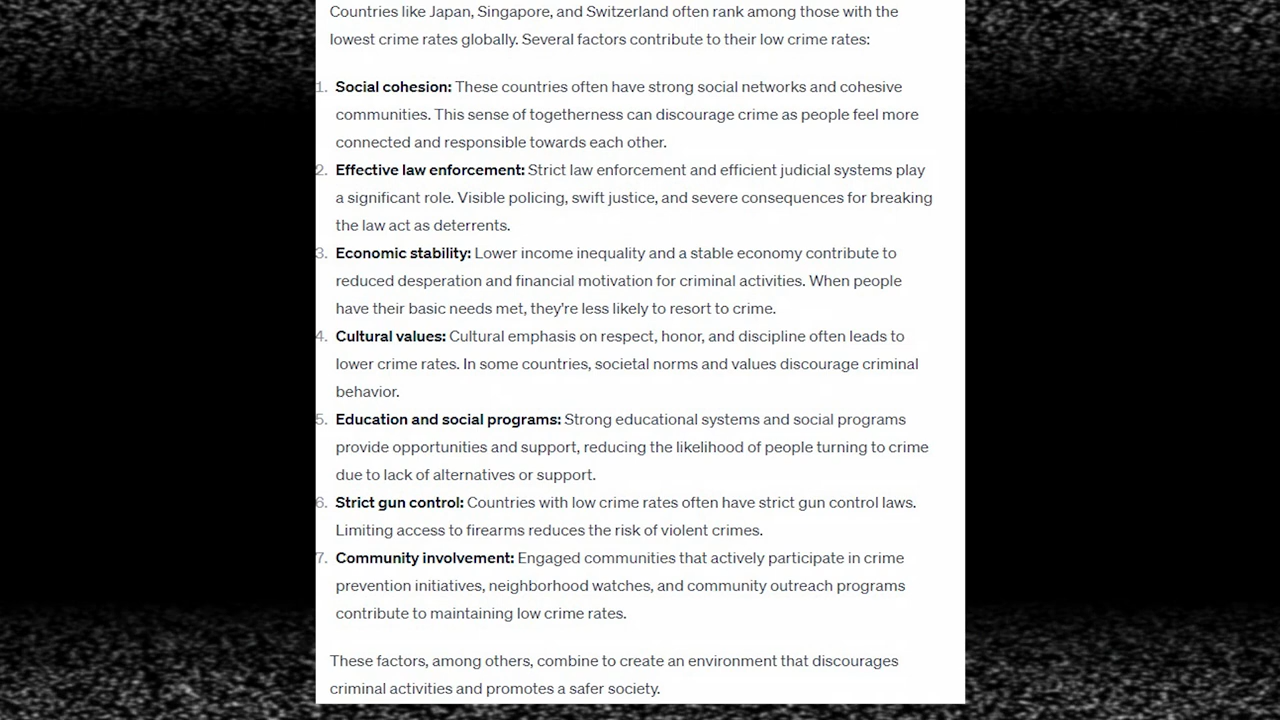 Countries like Japan, Singapore, and Switzerland often rank among those with the
lowest crime rates globally. Several factors contribute to their low crime rates:
1. Social cohesion: These countries often have strong social networks and cohesive
communities. This sense of togetherness can discourage crime as people feel more
connected and responsible towards each other.
2. Effective law enforcement: Strict law enforcement and efficient judicial systems play
a significant role. Visible policing, swift justice, and severe consequences for breaking
the law act as deterrents.
3. Economic stability: Lower income inequality and a stable economy contribute to
reduced desperation and financial motivation for criminal activities. When people
have their basic needs met, they're less likely to resort to crime.
4. Cultural values: Cultural emphasis on respect, honor, and discipline often leads to
lower crime rates. In some countries, societal norms and values discourage criminal
behavior.
5. Education and social programs: Strong educational systems and social programs
provide opportunities and support, reducing the likelihood of people turning to crime
due to lack of alternatives or support.
6. Strict gun control: Countries with low crime rates often have strict gun control laws.
Limiting access to firearms reduces the risk of violent crimes.
7. Community involvement: Engaged communities that actively participate in crime
prevention initiatives, neighborhood watches, and community outreach programs
contribute to maintaining low crime rates.
These factors, among others, combine to create an environment that discourages
criminal activities and promotes a safer society.